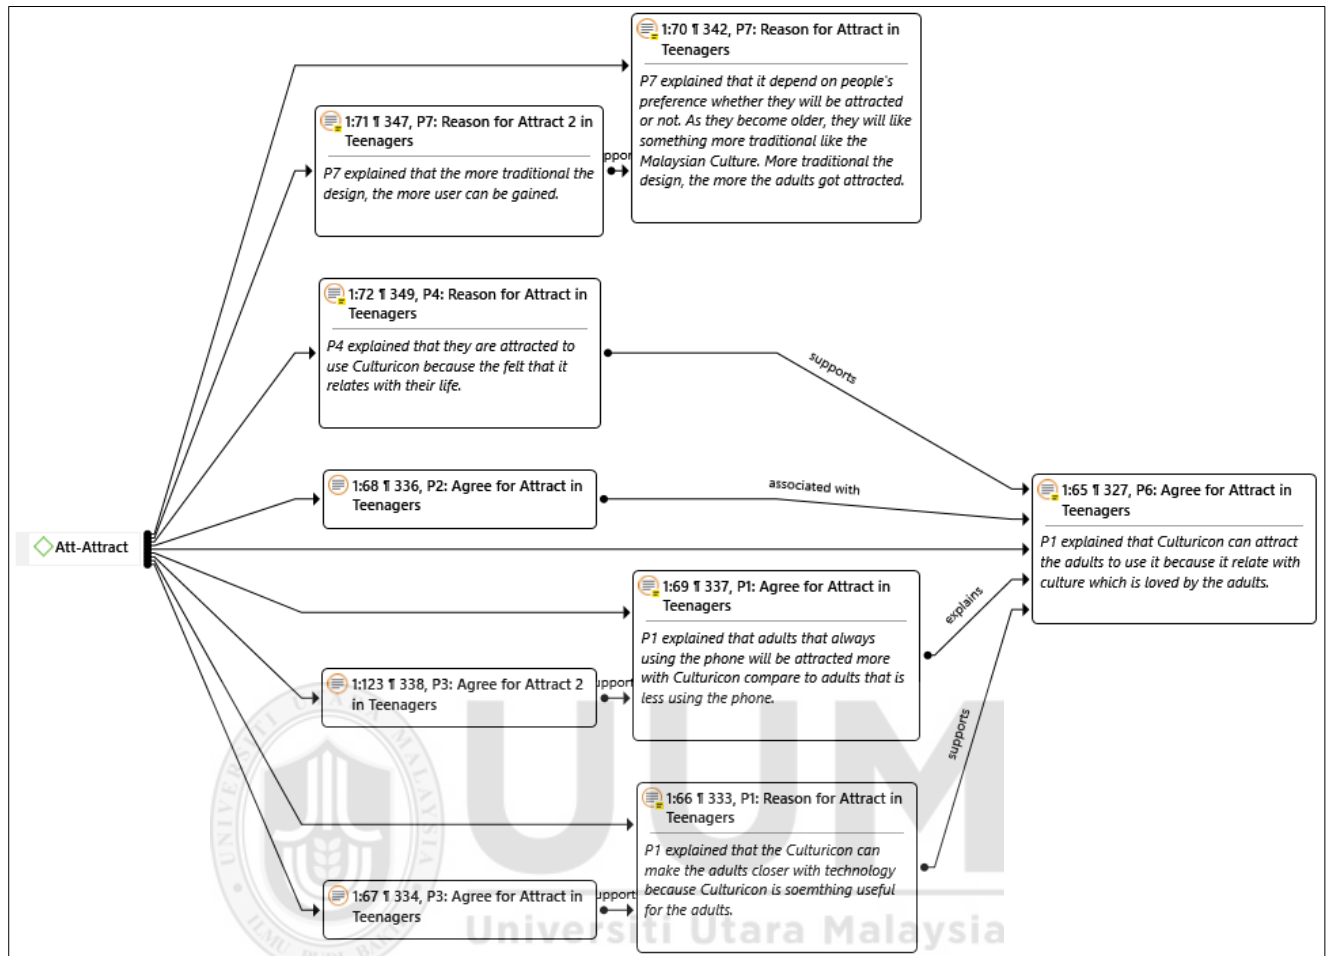 1:70 ¶ 342, P7: Reason for Attract in
Teenagers
P7 explained that it depend on people's
preference whether they will be attracted
or not. As they become older, they will like
something more traditional like the
Malaysian Culture. More traditional the
design, the more the adults got attracted.
1:71 ¶ 347, P7: Reason for Attract 2 in
Teenagers
P7 explained that the more traditional the
design, the more user can be gained.
ppor
1:72 ¶ 349, P4: Reason for Attract in
Teenagers
P4 explained that they are attracted to
use Culturicon because the felt that it
relates with their life.
supports
1:68 ¶ 336, P2: Agree for Attract in
Teenagers
associated with
1:65 ¶ 327, P6: Agree for Attract in
Teenagers
P1 explained that Culturicon can attract
the adults to use it because it relate with
culture which is loved by the adults.
Att-Attract
1:69 ¶ 337, P1: Agree for Attract in
Teenagers
P1 explained that adults that always
using the phone will be attracted more
with Culturicon compare to adults that is
less using the phone.
explains
1:123 ¶ 338, P3: Agree for Attract 2
in Teenagers
upport
supports
1:66 ¶ 333, P1: Reason for Attract in
Teenagers
P1 explained that the Culturicon can
make the adults closer with technology
because Culturicon is soemthing useful
for the adults.
1:67 ¶ 334, P3: Agree for Attract in
Teenagers
upport
UUM
Universiti Utara Malaysia
UNIVERSITI UTARA MALAYSIA